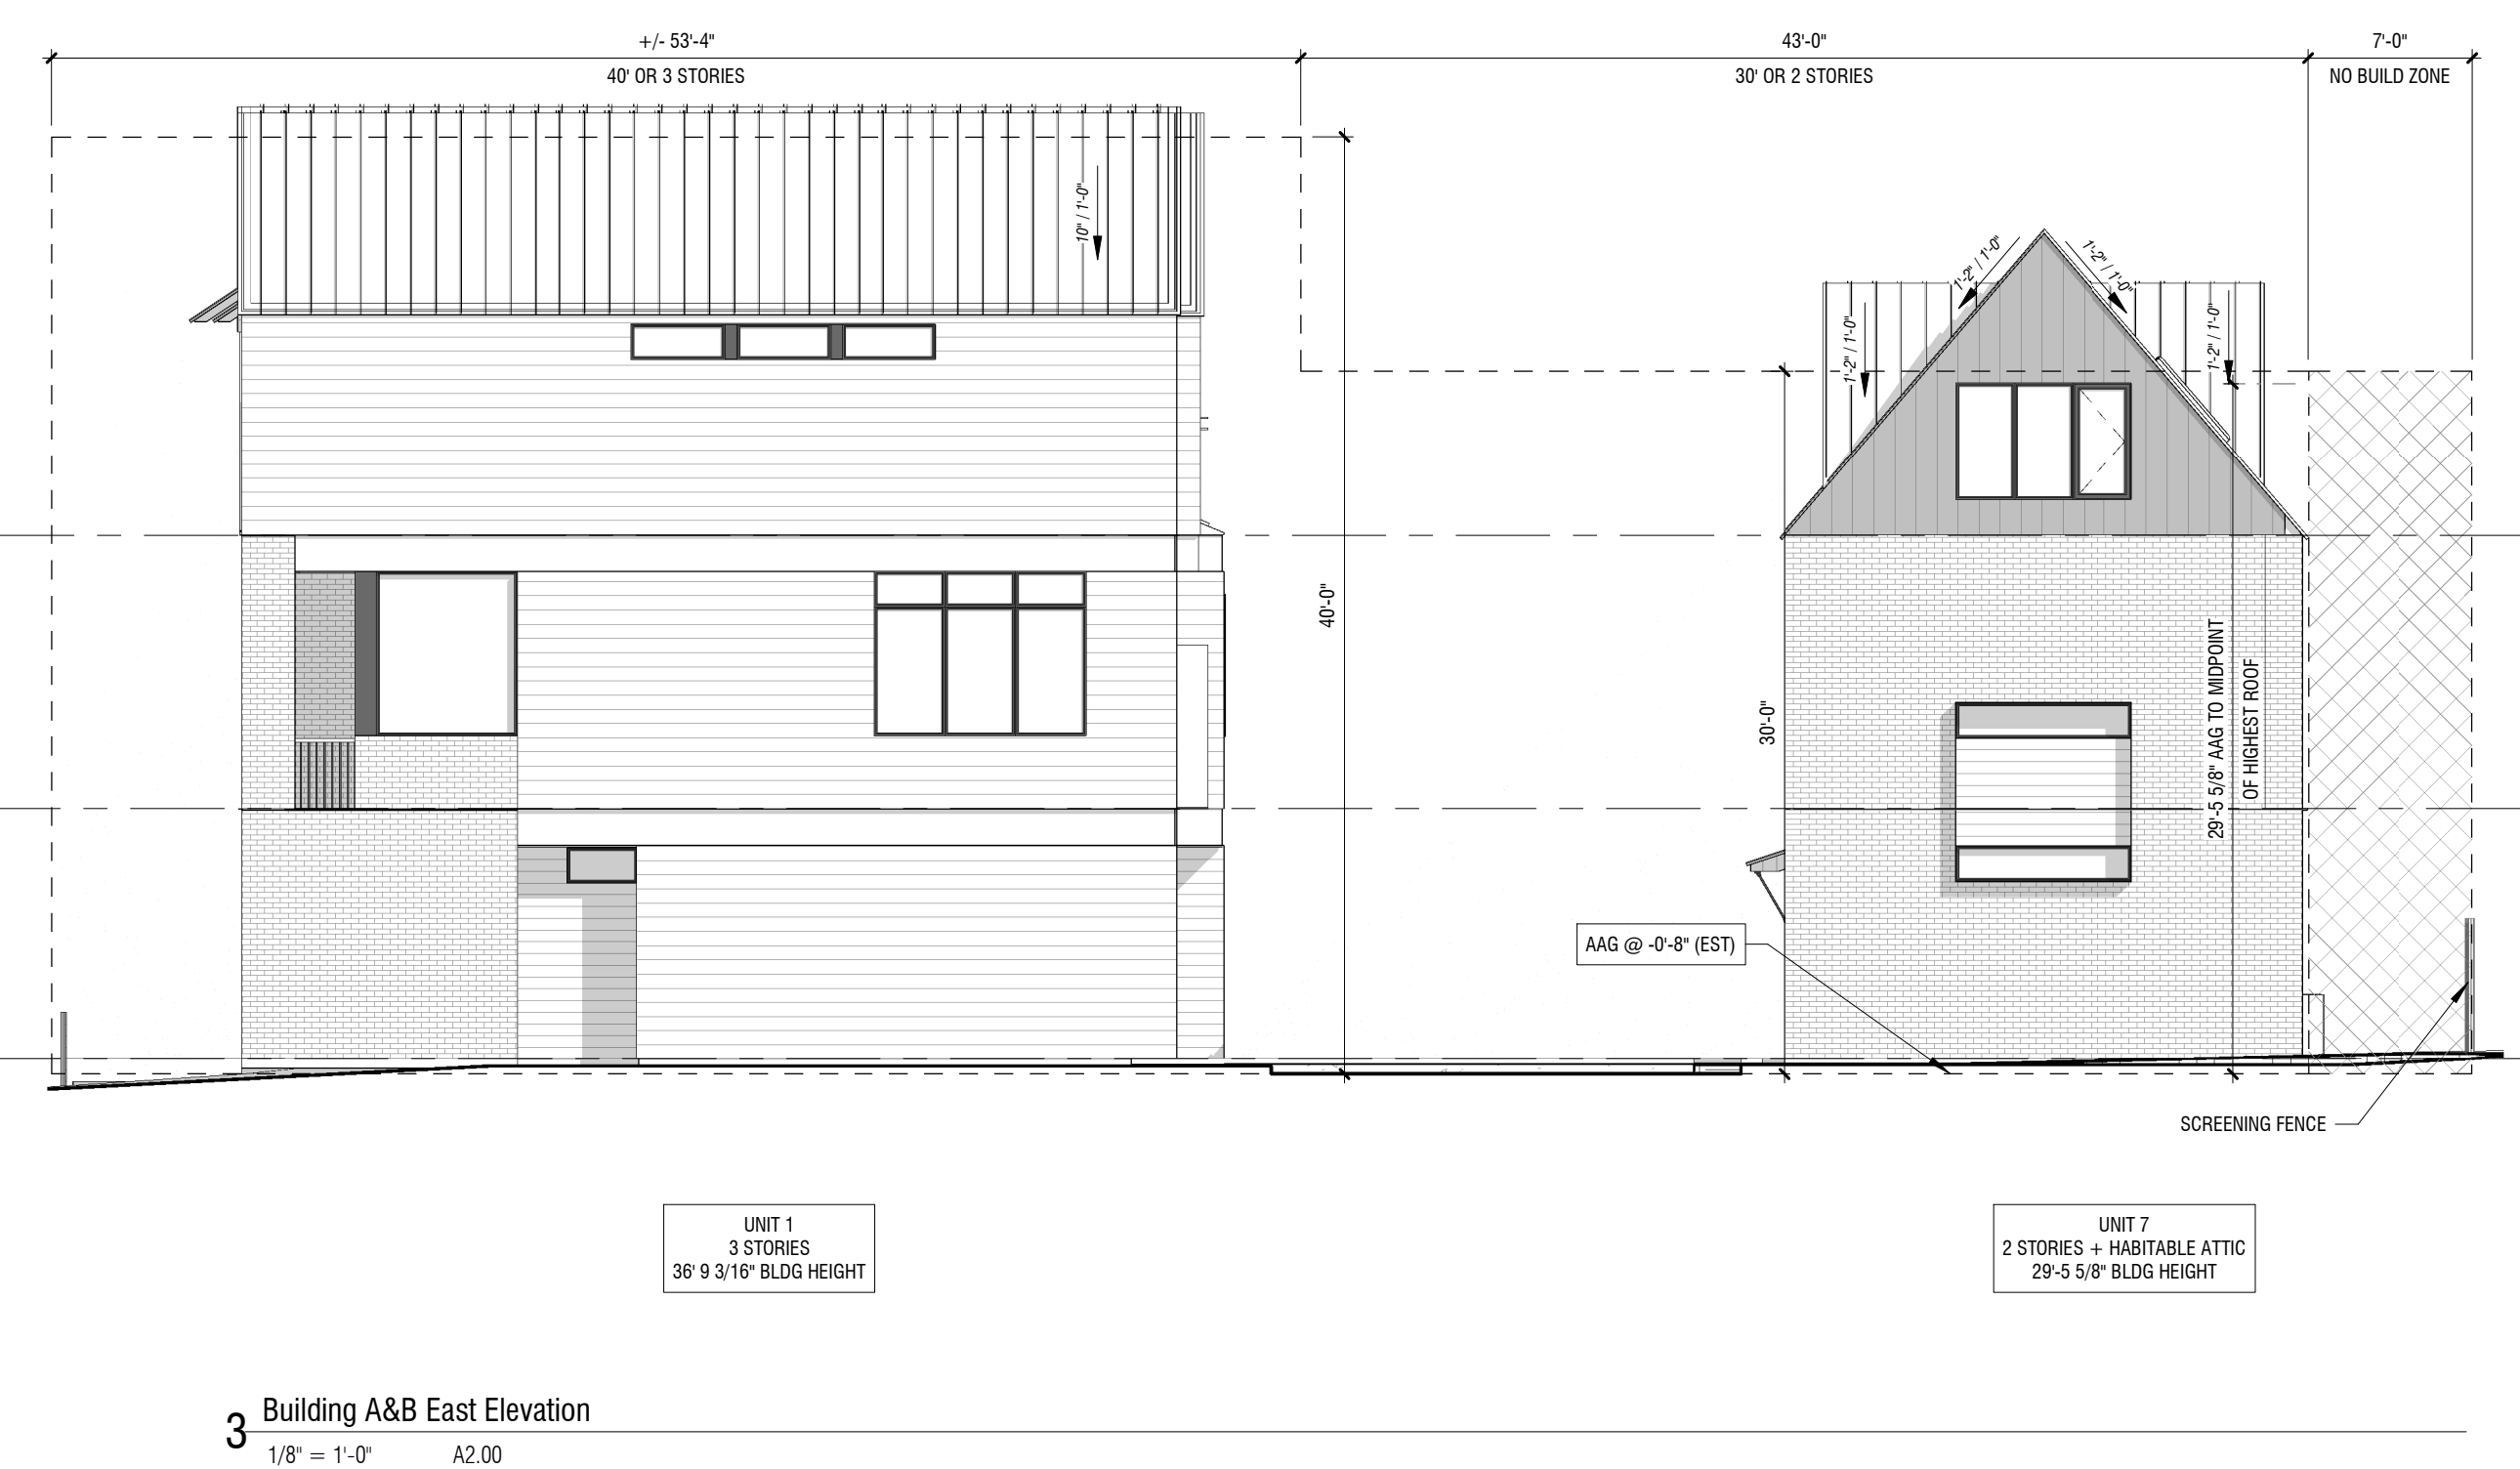 +/- 53'-4"
43'-0"
7'-0"
40' OR 3 STORIES
30' OR 2 STORIES
NO BUILD ZONE
10" / 1'-0"
1'-2" / 1'-0"
1'-2" / 1'-0"
1'-2" / 1'-0"
1'-2" / 1'-0"
40'-0"
30'-0"
29'-5 5/8" AAG TO MIDPOINT
OF HIGHEST ROOF
AAG @ -0'-8" (EST)
SCREENING FENCE
UNIT 1
3 STORIES
36' 9 3/16" BLDG HEIGHT
UNIT 7
2 STORIES + HABITABLE ATTIC
29'-5 5/8" BLDG HEIGHT
3 Building A&B East Elevation
1/8" = 1'-0" A2.00